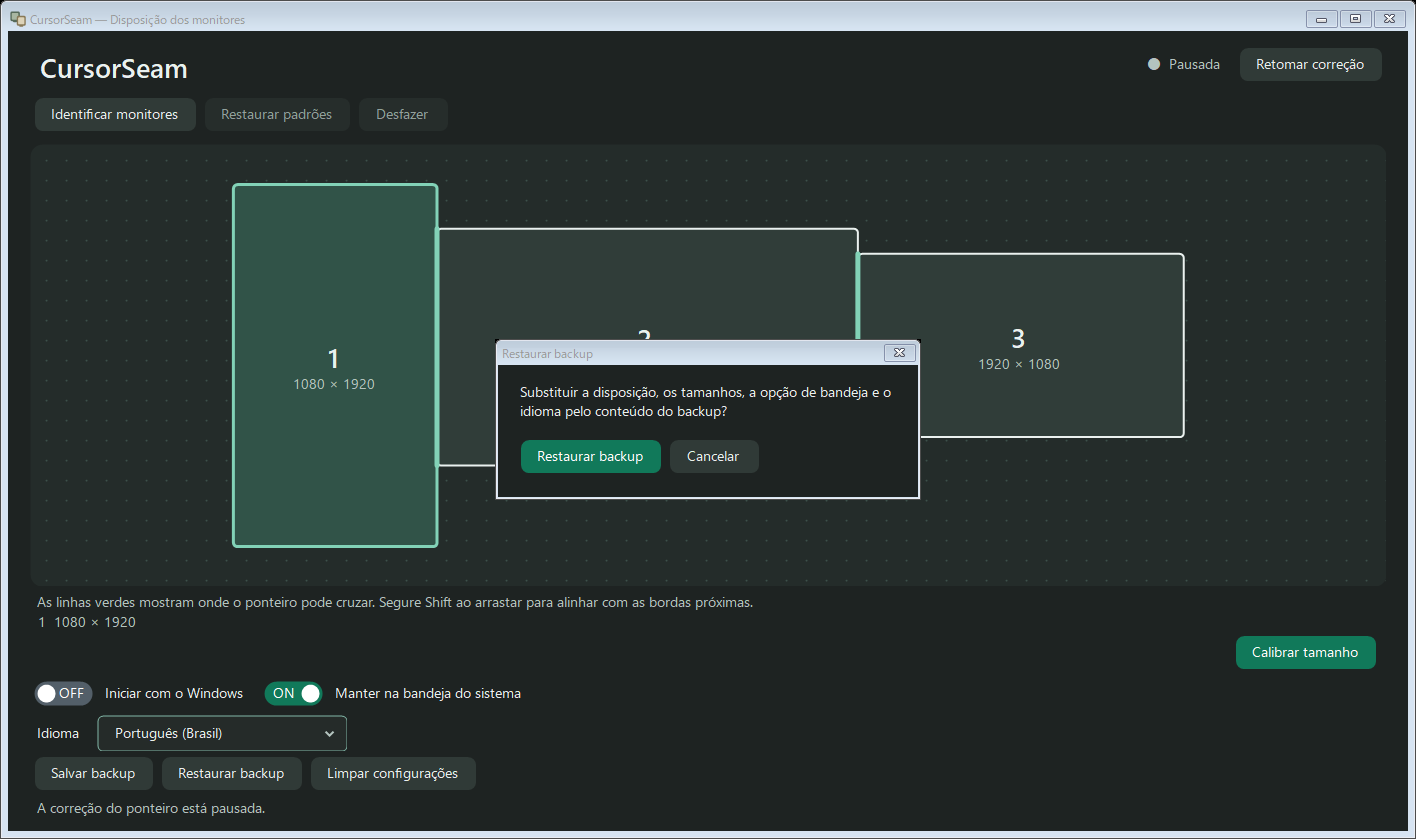 CursorSeam — Disposição dos monitores
CursorSeam
Pausada
Retomar correção
Identificar monitores
Restaurar padrões
Desfazer
1
1080 × 1920
3
1920 × 1080
Restaurar backup
Substituir a disposição, os tamanhos, a opção de bandeja e o
idioma pelo conteúdo do backup?
Restaurar backup
Cancelar
As linhas verdes mostram onde o ponteiro pode cruzar. Segure Shift ao arrastar para alinhar com as bordas próximas.
1 1080 × 1920
Calibrar tamanho
OFF
Iniciar com o Windows
ON
Manter na bandeja do sistema
Idioma
Português (Brasil)
Salvar backup
Restaurar backup
Limpar configurações
A correção do ponteiro está pausada.